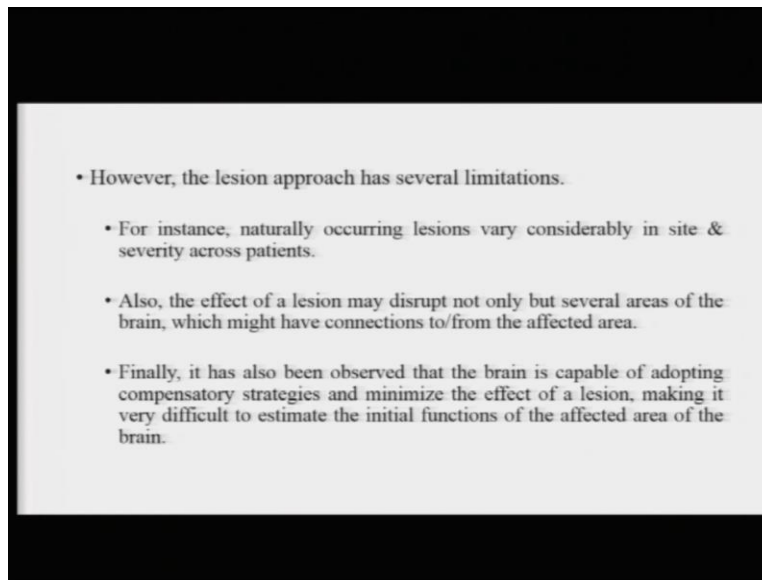 • However, the lesion approach has several limitations.
• For instance, naturally occurring lesions vary considerably in site &
severity across patients.
• Also, the effect of a lesion may disrupt not only but several areas of the
brain, which might have connections to/from the affected area.
• Finally, it has also been observed that the brain is capable of adopting
compensatory strategies and minimize the effect of a lesion, making it
very difficult to estimate the initial functions of the affected area of the
brain.